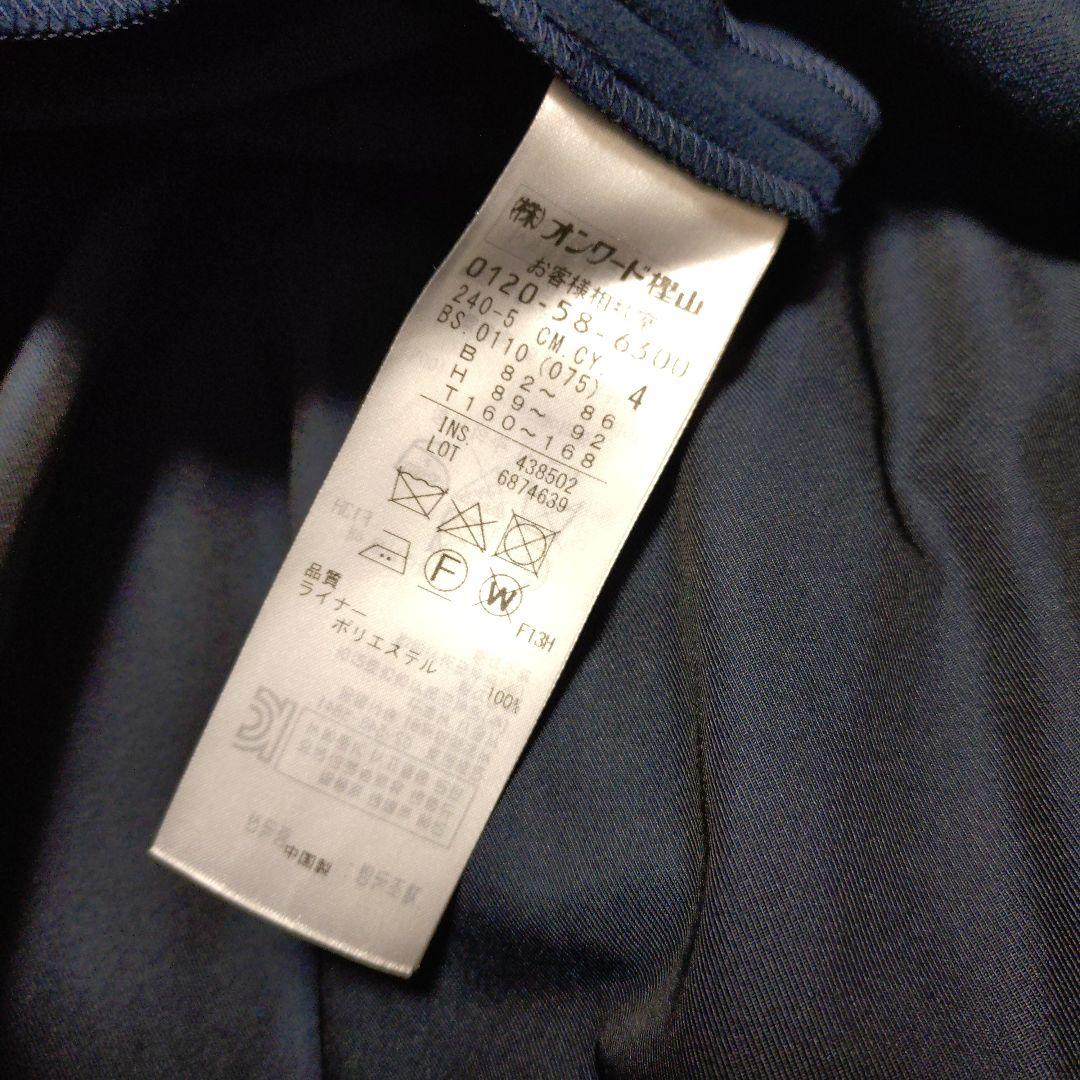 (株)オンワード樫山
お客様相談室
0120-58-6300
240-5 CM.CY.
BS.0110 (075) 4
B 82～ 86
H 89～ 92
T160～168
INS. 438502
LOT 6874639
F W
F13H
品質
ライナー
ポリエステル 100%
中国製